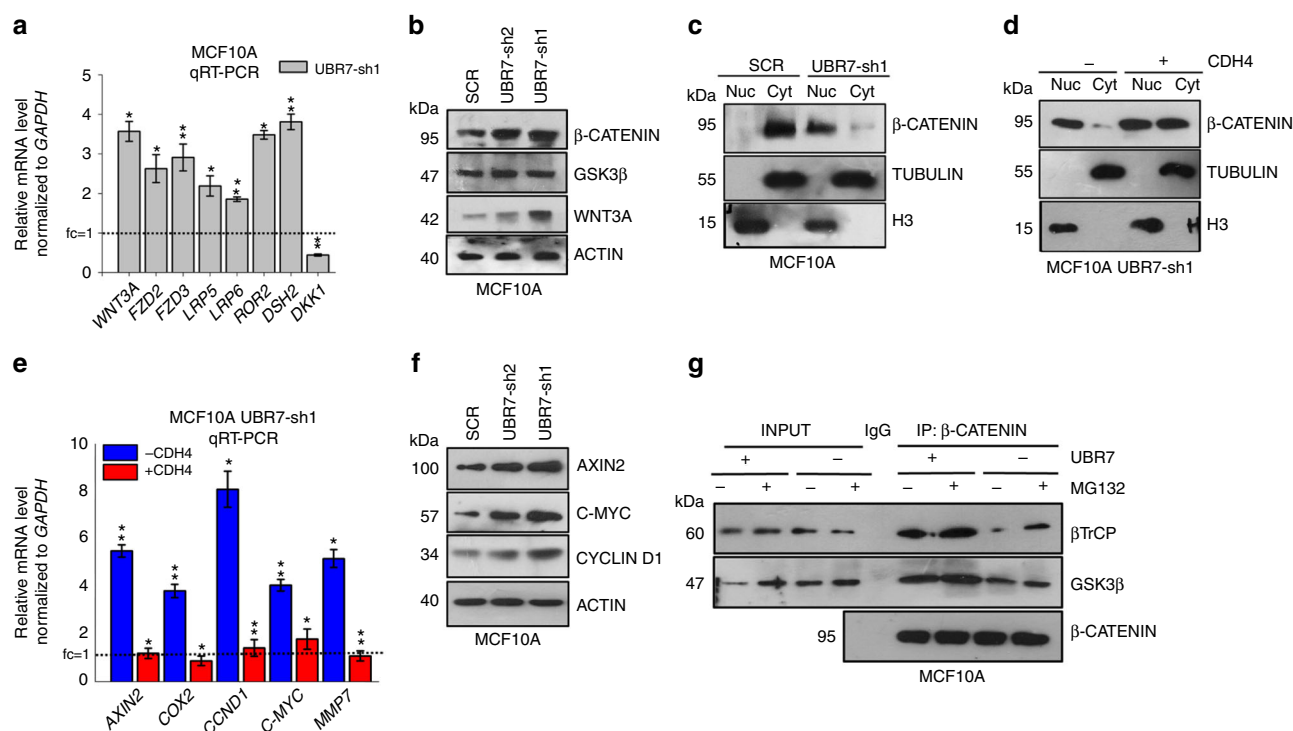 a
MCF10A
qRT-PCR
UBR7-sh1
Relative mRNA level
normalized to GAPDH
5
4
3
2
fc=1
1
0
* * ** * ** * ** **
WNT3A FZD2 FZD3 LRP5 LRP6 ROR2 DSH2 DKK1
b
SCR UBR7-sh2 UBR7-sh1
kDa
95 β-CATENIN
47 GSK3β
42 WNT3A
40 ACTIN
MCF10A
c
SCR UBR7-sh1
Nuc Cyt Nuc Cyt
kDa
95 β-CATENIN
55 TUBULIN
15 H3
MCF10A
d
– + CDH4
Nuc Cyt Nuc Cyt
kDa
95 β-CATENIN
55 TUBULIN
15 H3
MCF10A UBR7-sh1
e
MCF10A UBR7-sh1
qRT-PCR
–CDH4
+CDH4
Relative mRNA level
normalized to GAPDH
10
8
6
4
2
fc=1
0
** * ** * * ** ** * * **
AXIN2 COX2 CCND1 C-MYC MMP7
f
SCR UBR7-sh2 UBR7-sh1
kDa
100 AXIN2
57 C-MYC
34 CYCLIN D1
40 ACTIN
MCF10A
g
INPUT IgG IP: β-CATENIN
+ – + – UBR7
– + – + – + – + MG132
kDa
60 βTrCP
47 GSK3β
95 β-CATENIN
MCF10A